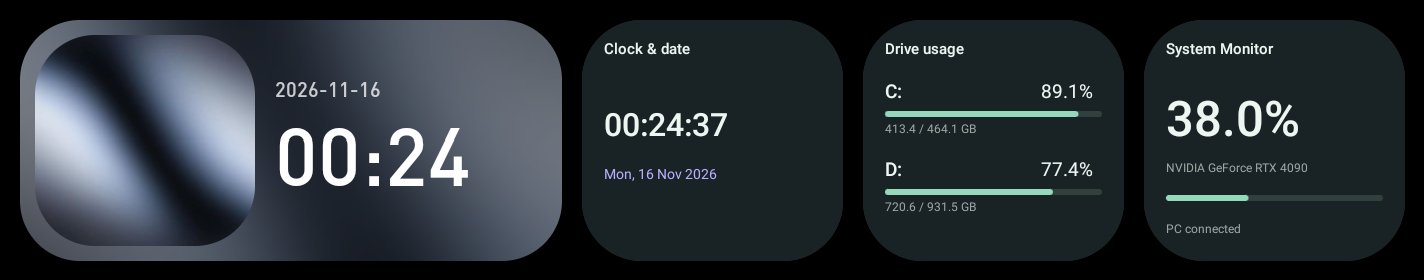 2026-11-16
00:24
Clock & date
00:24:37
Mon, 16 Nov 2026
Drive usage
C: 89.1%
413.4 / 464.1 GB
D: 77.4%
720.6 / 931.5 GB
System Monitor
38.0%
NVIDIA GeForce RTX 4090
PC connected